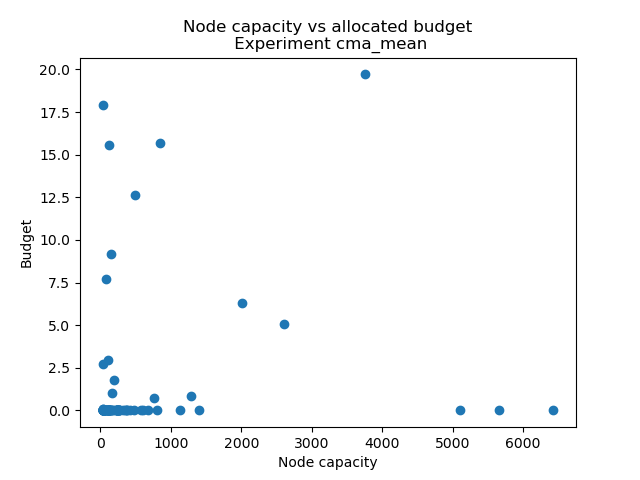 Node capacity vs allocated budget
Experiment cma_mean
20.0
17.5
15.0
12.5
10.0
7.5
5.0
2.5
0.0
Budget
0 1000 2000 3000 4000 5000 6000
Node capacity